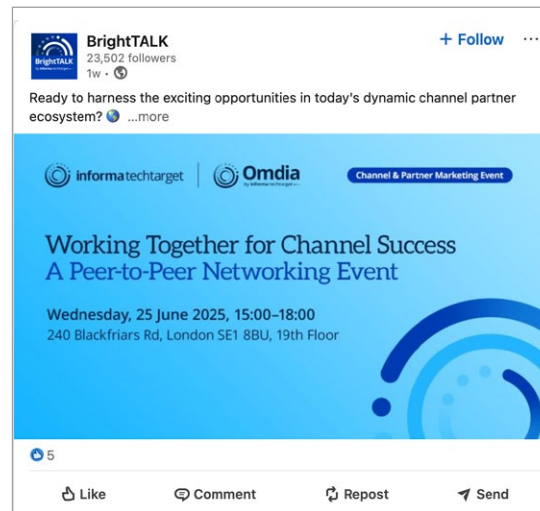 BrightTALK
+ Follow ...
23,502 followers
1w •
Ready to harness the exciting opportunities in today's dynamic channel partner
ecosystem? ...more
informa techtarget
Omdia
Channel & Partner Marketing Event
Working Together for Channel Success
A Peer-to-Peer Networking Event
Wednesday, 25 June 2025, 15:00–18:00
240 Blackfriars Rd, London SE1 8BU, 19th Floor
5
Like Comment Repost Send